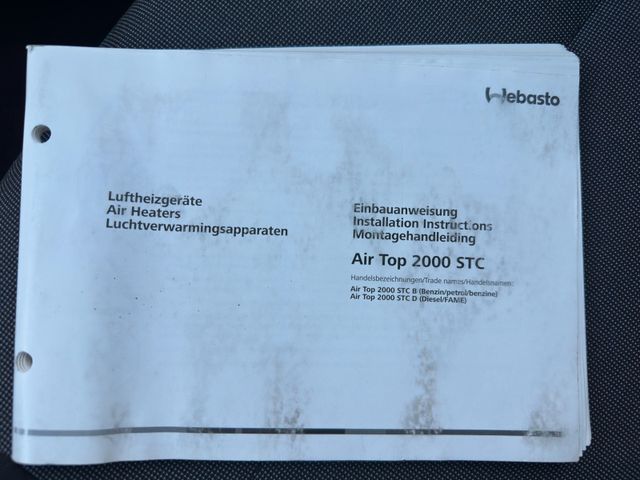 Webasto
Luftheizgeräte
Air Heaters
Luchtverwarmingsapparaten
Einbauanweisung
Installation Instructions
Montagehandleiding
Air Top 2000 STC
Handelsbezeichnungen/Trade names/Handelsnamen:
Air Top 2000 STC B (Benzin/petrol/benzine)
Air Top 2000 STC D (Diesel/FAME)